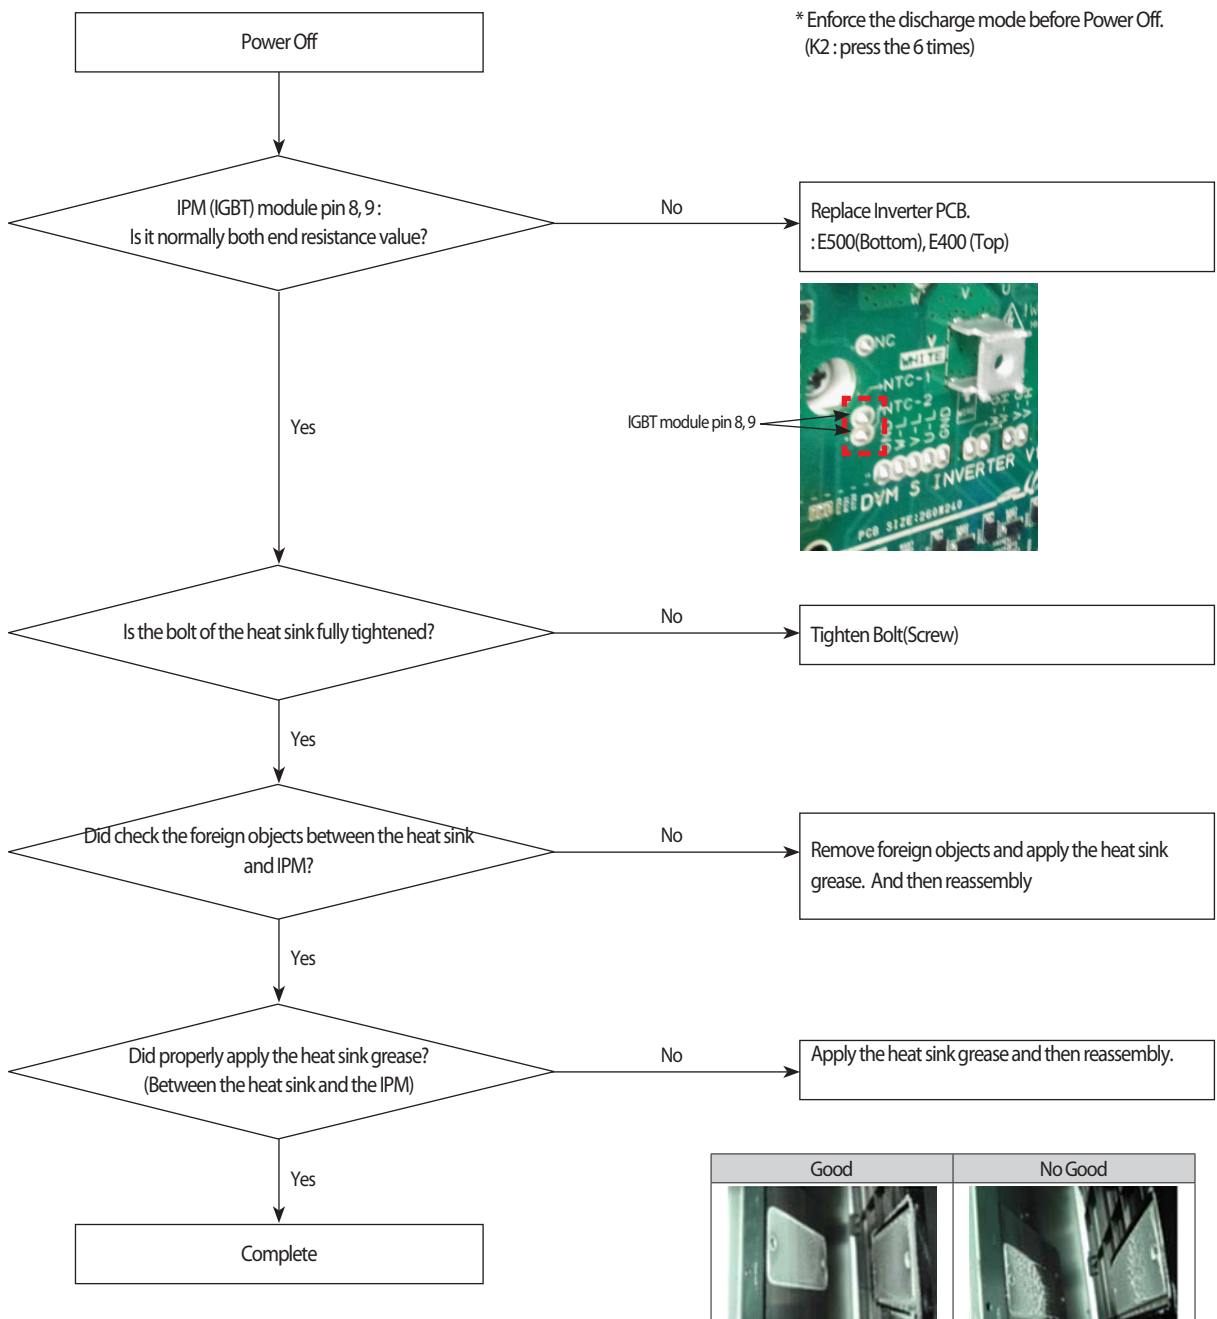 Power Off
* Enforce the discharge mode before Power Off.
(K2 : press the 6 times)
IPM (IGBT) module pin 8, 9 :
Is it normally both end resistance value?
No
Replace Inverter PCB.
: E500(Bottom), E400 (Top)
Yes
IGBT module pin 8, 9
NC
V
WHITE
NTC-1
NTC-2
W-L
V-L
U-L
GND
DVM S INVERTER
PCB SIZE:260X240
Is the bolt of the heat sink fully tightened?
No
Tighten Bolt(Screw)
Yes
Did check the foreign objects between the heat sink
and IPM?
No
Remove foreign objects and apply the heat sink
grease. And then reassembly
Yes
Did properly apply the heat sink grease?
(Between the heat sink and the IPM)
No
Apply the heat sink grease and then reassembly.
Yes
Complete
Good
No Good